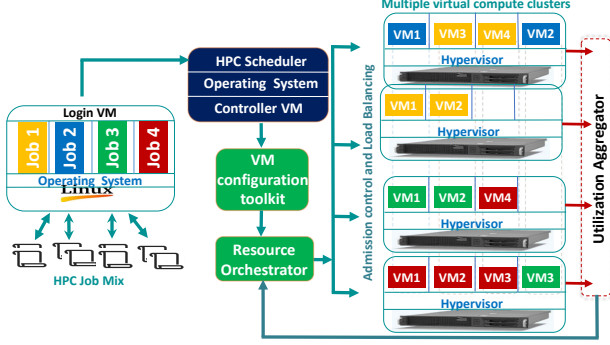 Multiple virtual compute clusters
HPC Scheduler
Operating System
Controller VM
Login VM
Job 1
Job 2
Job 3
Job 4
Operating System
Linux
HPC Job Mix
VM
configuration
toolkit
Resource
Orchestrator
Admission control and Load Balancing
VM1 VM3 VM4 VM2
Hypervisor
VM1 VM2
Hypervisor
VM1 VM2 VM4
Hypervisor
VM1 VM2 VM3 VM3
Hypervisor
Utilization Aggregator